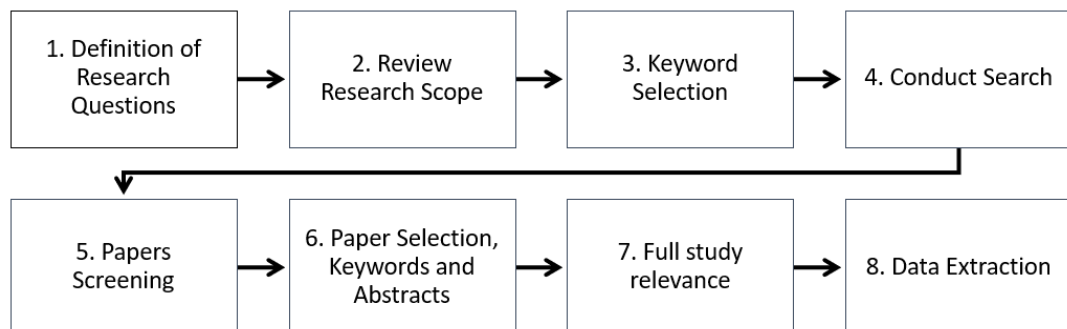 1. Definition of
Research
Questions
2. Review
Research Scope
3. Keyword
Selection
4. Conduct Search
5. Papers
Screening
6. Paper Selection,
Keywords and
Abstracts
7. Full study
relevance
8. Data Extraction